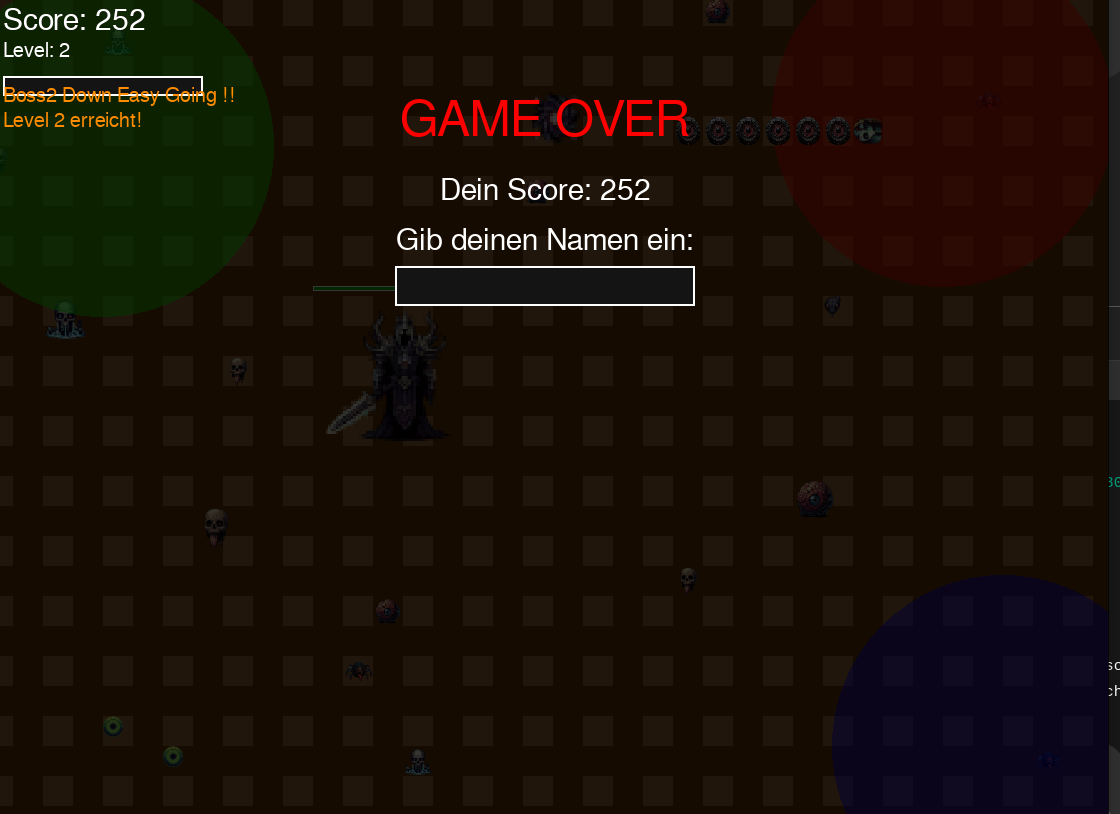 Score: 252
Level: 2
Boss2 Down Easy Going !!
Level 2 erreicht!
GAME OVER
Dein Score: 252
Gib deinen Namen ein: